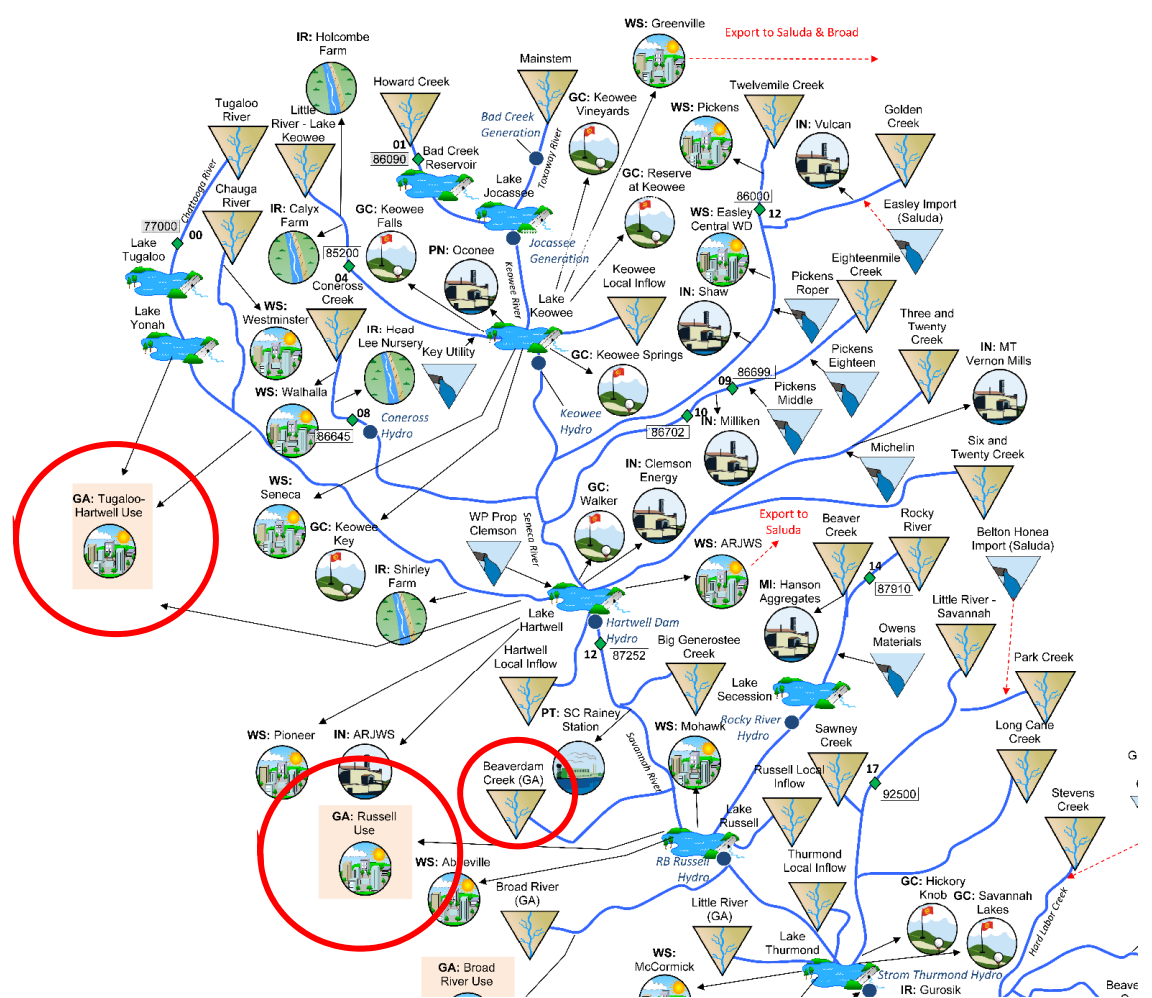 WS: Greenville
Export to Saluda & Broad
IR: Holcombe
Farm
Howard Creek
Mainstem
Tugaloo
River
Little
River - Lake
Keowee
GC: Keowee
Vineyards
Twelvemile Creek
WS: Pickens
IN: Vulcan
Golden
Creek
Bad Creek
Generation
01
86090
Bad Creek
Reservoir
Toxoway River
Lake
Jocassee
GC: Reserve
at Keowee
Chattooga River
Chauga
River
86000
12
Easley Import
(Saluda)
77000
00
IR: Calyx
Farm
GC: Keowee
Falls
WS: Easley
Central WD
Lake
Tugaloo
85200
04
PN: Oconee
Jocassee
Generation
Keowee
Local Inflow
Eighteenmile
Creek
Coneross
Creek
Keowee River
Lake
Keowee
IN: Shaw
Pickens
Roper
Lake
Yonah
WS:
Westminster
IR: Head
Lee Nursery
Key Utility
Three and
Twenty
Creek
GC: Keowee Springs
Pickens
Eighteen
IN: MT
Vernon Mills
WS: Walhalla
09
86699
Pickens
Middle
86645
08
Coneross
Hydro
Keowee
Hydro
10
86702
IN: Milliken
Michelin
Six and
Twenty Creek
GA: Tugaloo-
Hartwell Use
WS:
Seneca
IN: Clemson
Energy
GC:
Walker
Export to
Saluda
Rocky
River
Beaver
Creek
GC: Keowee
Key
WP Prop
Clemson
Seneca River
Belton Honea
Import (Saluda)
WS: ARJWS
14
87910
IR: Shirley
Farm
MI: Hanson
Aggregates
Little River -
Savannah
Lake
Hartwell
Hartwell Dam
Hydro
Owens
Materials
12
87252
Big Generostee
Creek
Hartwell
Local Inflow
Park Creek
Lake
Secession
PT: SC Rainey
Station
WS: Mohawk
Rocky River
Hydro
Sawney
Creek
Long Cane
Creek
WS: Pioneer
IN: ARJWS
Savannah River
Beaverdam
Creek (GA)
Russell Local
Inflow
17
92500
G
Stevens
Creek
GA: Russell
Use
Lake
Russell
WS: Abbeville
RB Russell
Hydro
Thurmond
Local Inflow
Broad River
(GA)
Little River
(GA)
GC: Hickory
Knob
GC: Savannah
Lakes
Hard Labor Creek
Lake
Thurmond
GA: Broad
River Use
WS:
McCormick
Strom Thurmond Hydro
IR: Gurosik
Beave